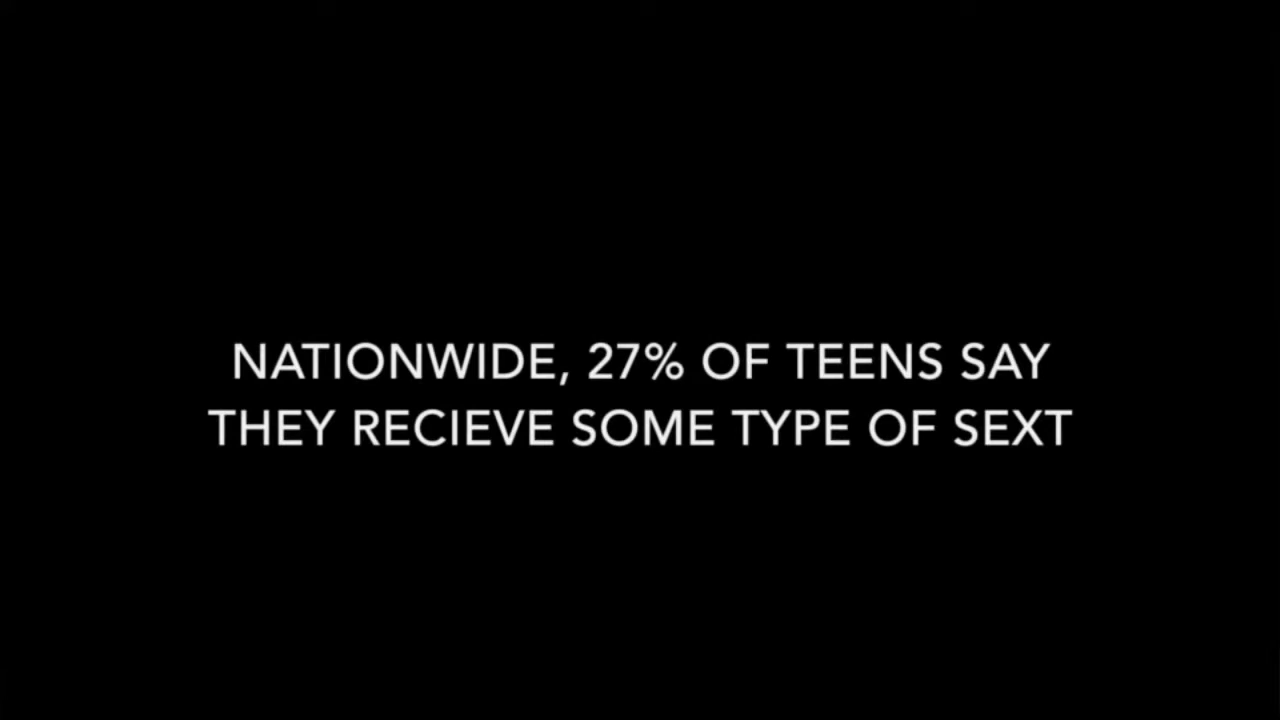 NATIONWIDE, 27% OF TEENS SAY
THEY RECIEVE SOME TYPE OF SEXT